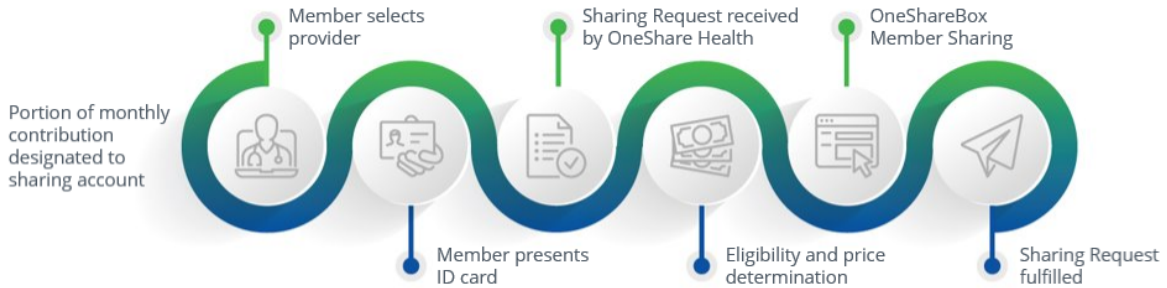 Portion of monthly
contribution
designated to
sharing account
Member selects
provider
Member presents
ID card
Sharing Request received
by OneShare Health
Eligibility and price
determination
OneShareBox
Member Sharing
Sharing Request
fulfilled